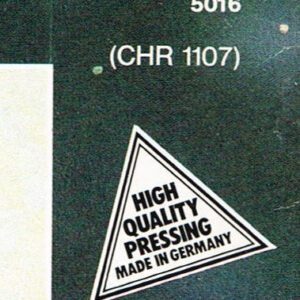 5016
(CHR 1107)
HIGH
QUALITY
PRESSING
MADE IN GERMANY